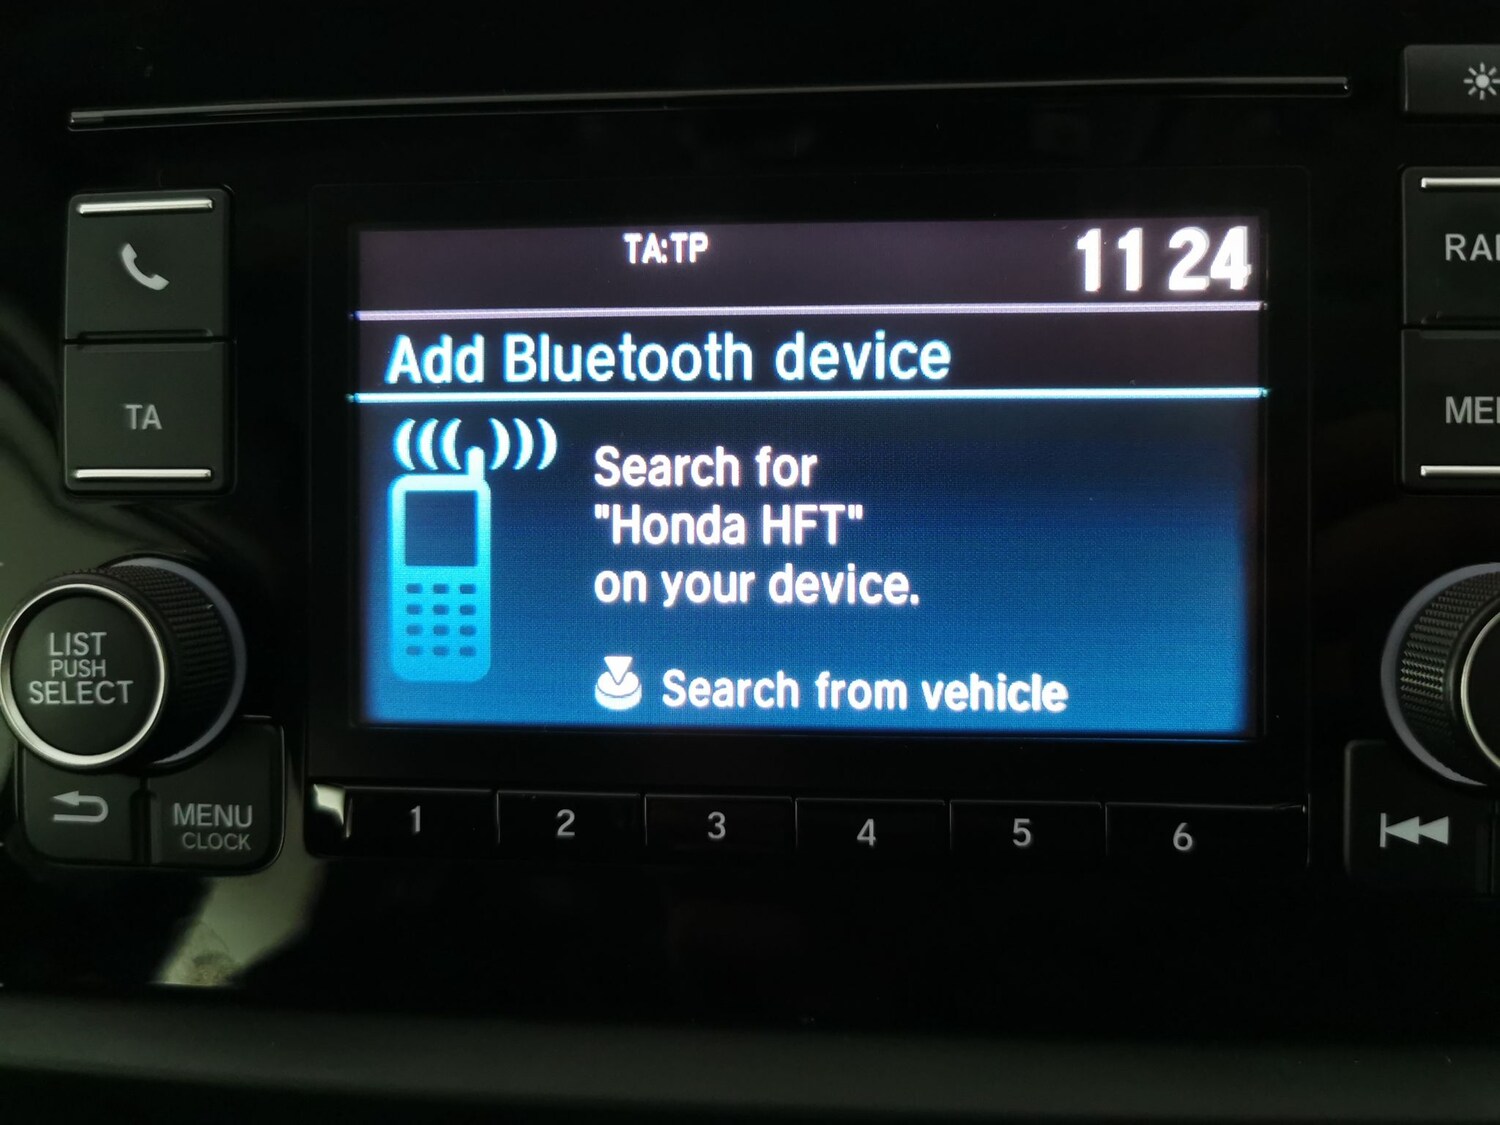 TA:TP
11 24
Add Bluetooth device
Search for
"Honda HFT"
on your device.
Search from vehicle
TA
LIST
PUSH
SELECT
MENU
CLOCK
1 2 3 4 5 6